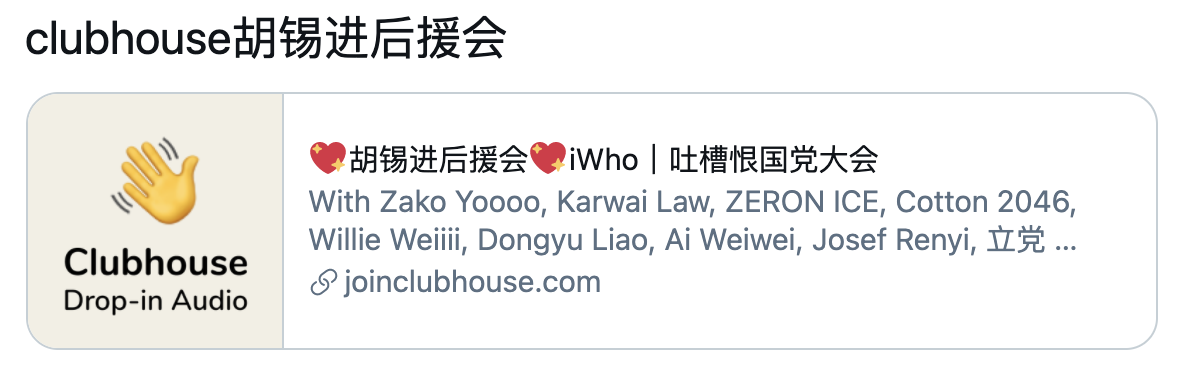 clubhouse胡锡进后援会
💖胡锡进后援会💖iWho｜吐槽恨国党大会
With Zako Yoooo, Karwai Law, ZERON ICE, Cotton 2046,
Willie Weiiii, Dongyu Liao, Ai Weiwei, Josef Renyi, 立党 ...
joinclubhouse.com
Clubhouse
Drop-in Audio